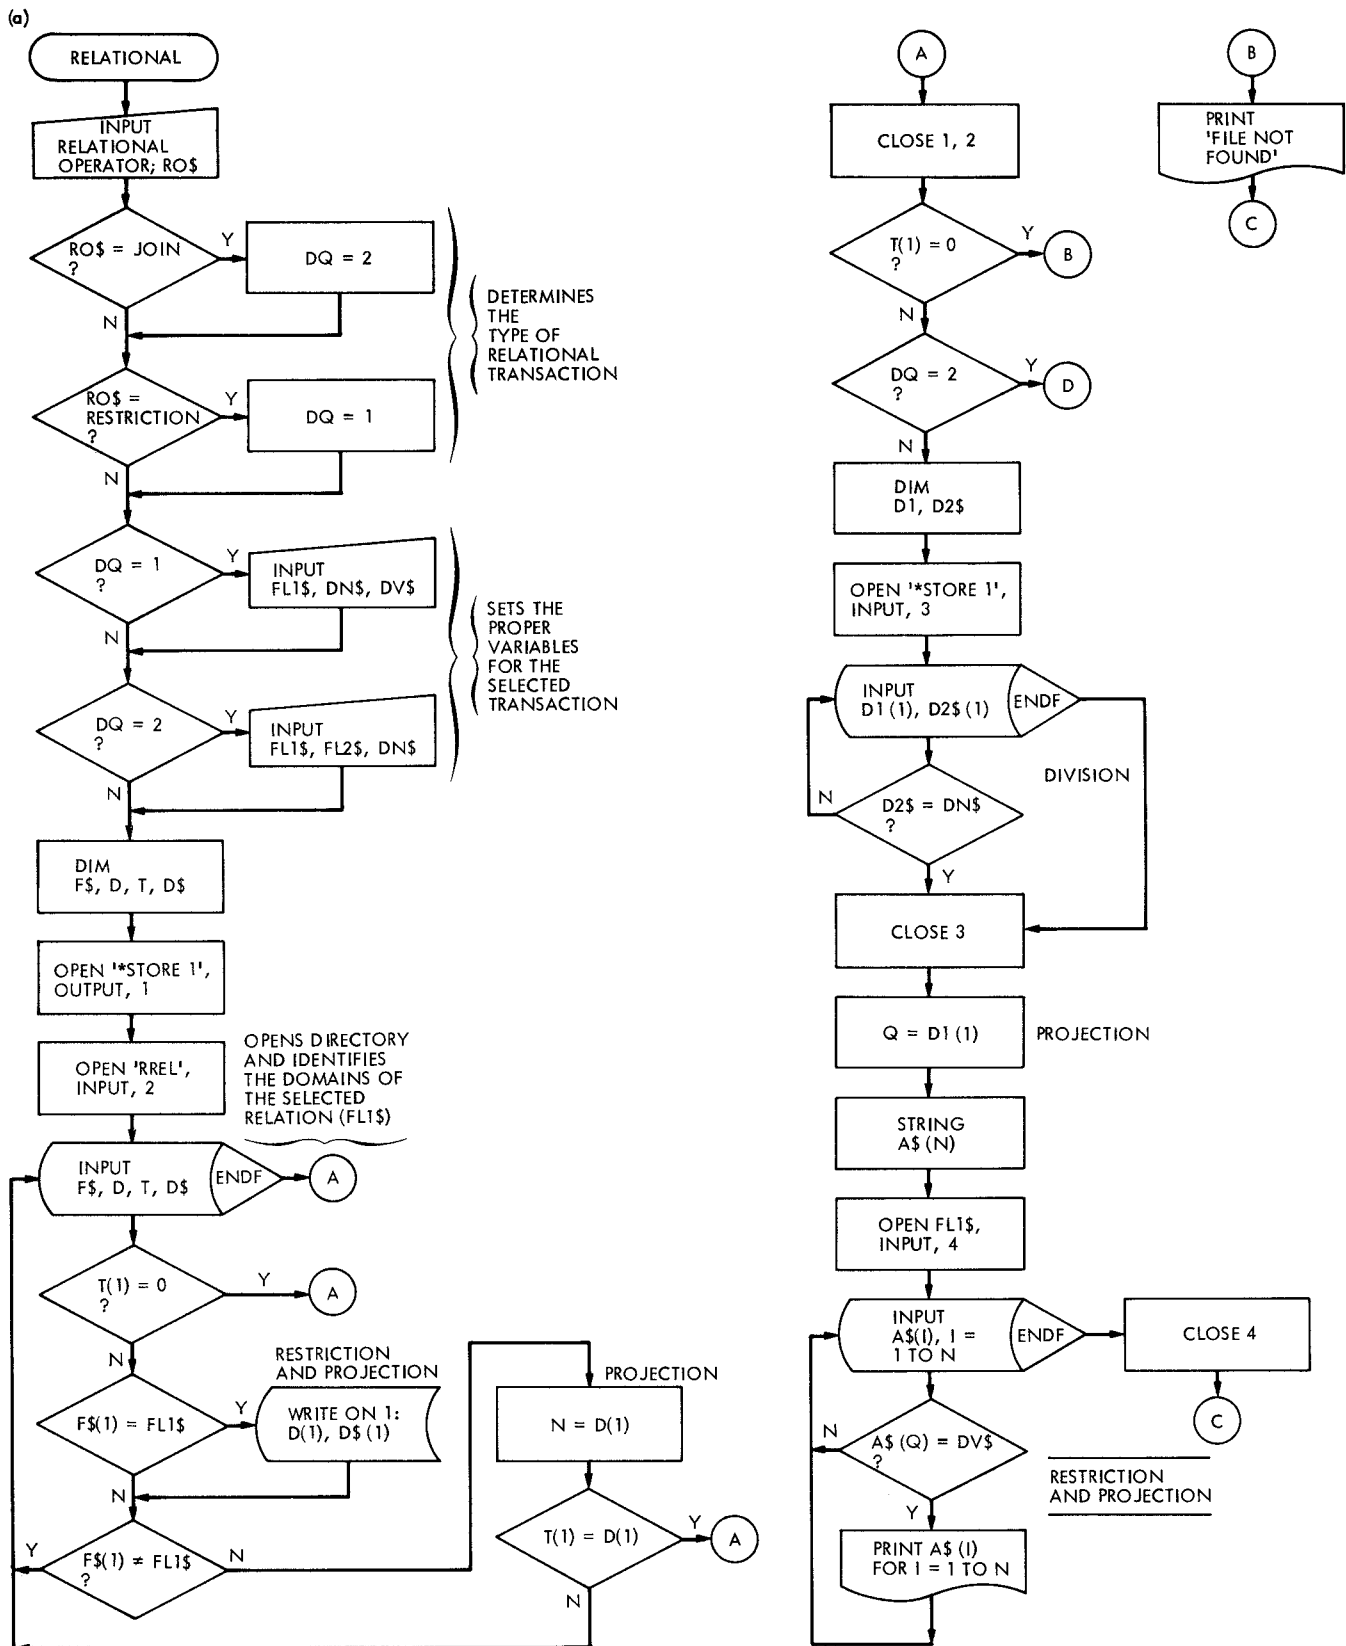 (a)
RELATIONAL
INPUT
RELATIONAL
OPERATOR; RO$
RO$ = JOIN
?
Y
DQ = 2
N
RO$ =
RESTRICTION
?
Y
DQ = 1
N
DETERMINES
THE
TYPE OF
RELATIONAL
TRANSACTION
DQ = 1
?
Y
INPUT
FL1$, DN$, DV$
N
DQ = 2
?
Y
INPUT
FL1$, FL2$, DN$
N
SETS THE
PROPER
VARIABLES
FOR THE
SELECTED
TRANSACTION
DIM
F$, D, T, D$
OPEN '*STORE 1',
OUTPUT, 1
OPEN 'RREL',
INPUT, 2
OPENS DIRECTORY
AND IDENTIFIES
THE DOMAINS OF
THE SELECTED
RELATION (FL1$)
INPUT
F$, D, T, D$
ENDF
A
T(1) = 0
?
Y
A
N
RESTRICTION
AND PROJECTION
F$(1) = FL1$
Y
WRITE ON 1:
D(1), D$(1)
N
F$(1) ≠ FL1$
?
Y
N
PROJECTION
N = D(1)
T(1) = D(1)
Y
A
N
A
CLOSE 1, 2
T(1) = 0
?
Y
B
N
DQ = 2
?
Y
D
N
DIM
D1, D2$
OPEN '*STORE 1',
INPUT, 3
INPUT
D1(1), D2$(1)
ENDF
DIVISION
D2$ = DN$
?
N
Y
CLOSE 3
Q = D1(1)
PROJECTION
STRING
A$(N)
OPEN FL1$,
INPUT, 4
INPUT
A$(I), I =
1 TO N
ENDF
CLOSE 4
C
A$(Q) = DV$
?
N
Y
RESTRICTION
AND PROJECTION
PRINT A$(I)
FOR I = 1 TO N
B
PRINT
'FILE NOT
FOUND'
C